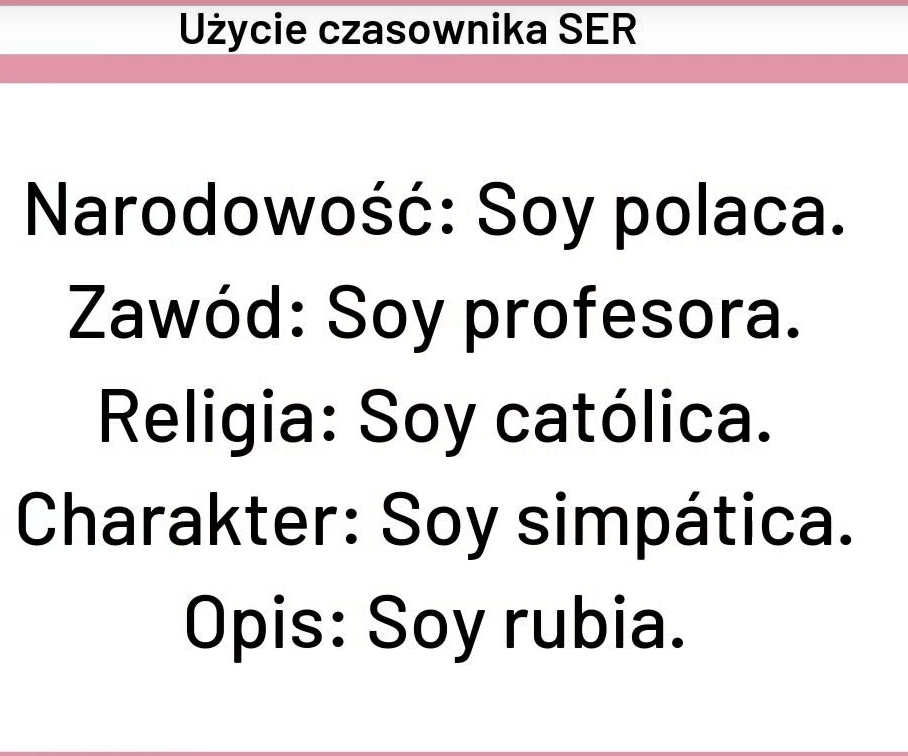 Użycie czasownika SER
Narodowość: Soy polaca.
Zawód: Soy profesora.
Religia: Soy católica.
Charakter: Soy simpática.
Opis: Soy rubia.